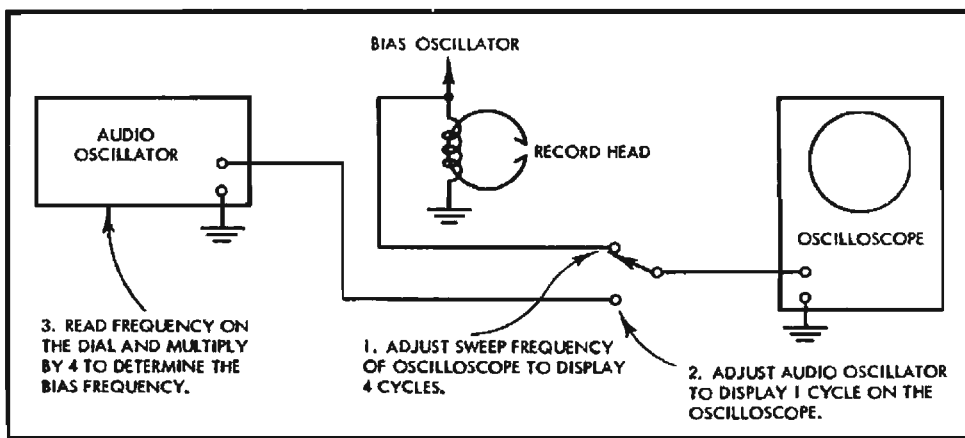 BIAS OSCILLATOR
AUDIO
OSCILLATOR
RECORD HEAD
OSCILLOSCOPE
3. READ FREQUENCY ON
THE DIAL AND MULTIPLY
BY 4 TO DETERMINE THE
BIAS FREQUENCY.
1. ADJUST SWEEP FREQUENCY
OF OSCILLOSCOPE TO DISPLAY
4 CYCLES.
2. ADJUST AUDIO OSCILLATOR
TO DISPLAY 1 CYCLE ON THE
OSCILLOSCOPE.